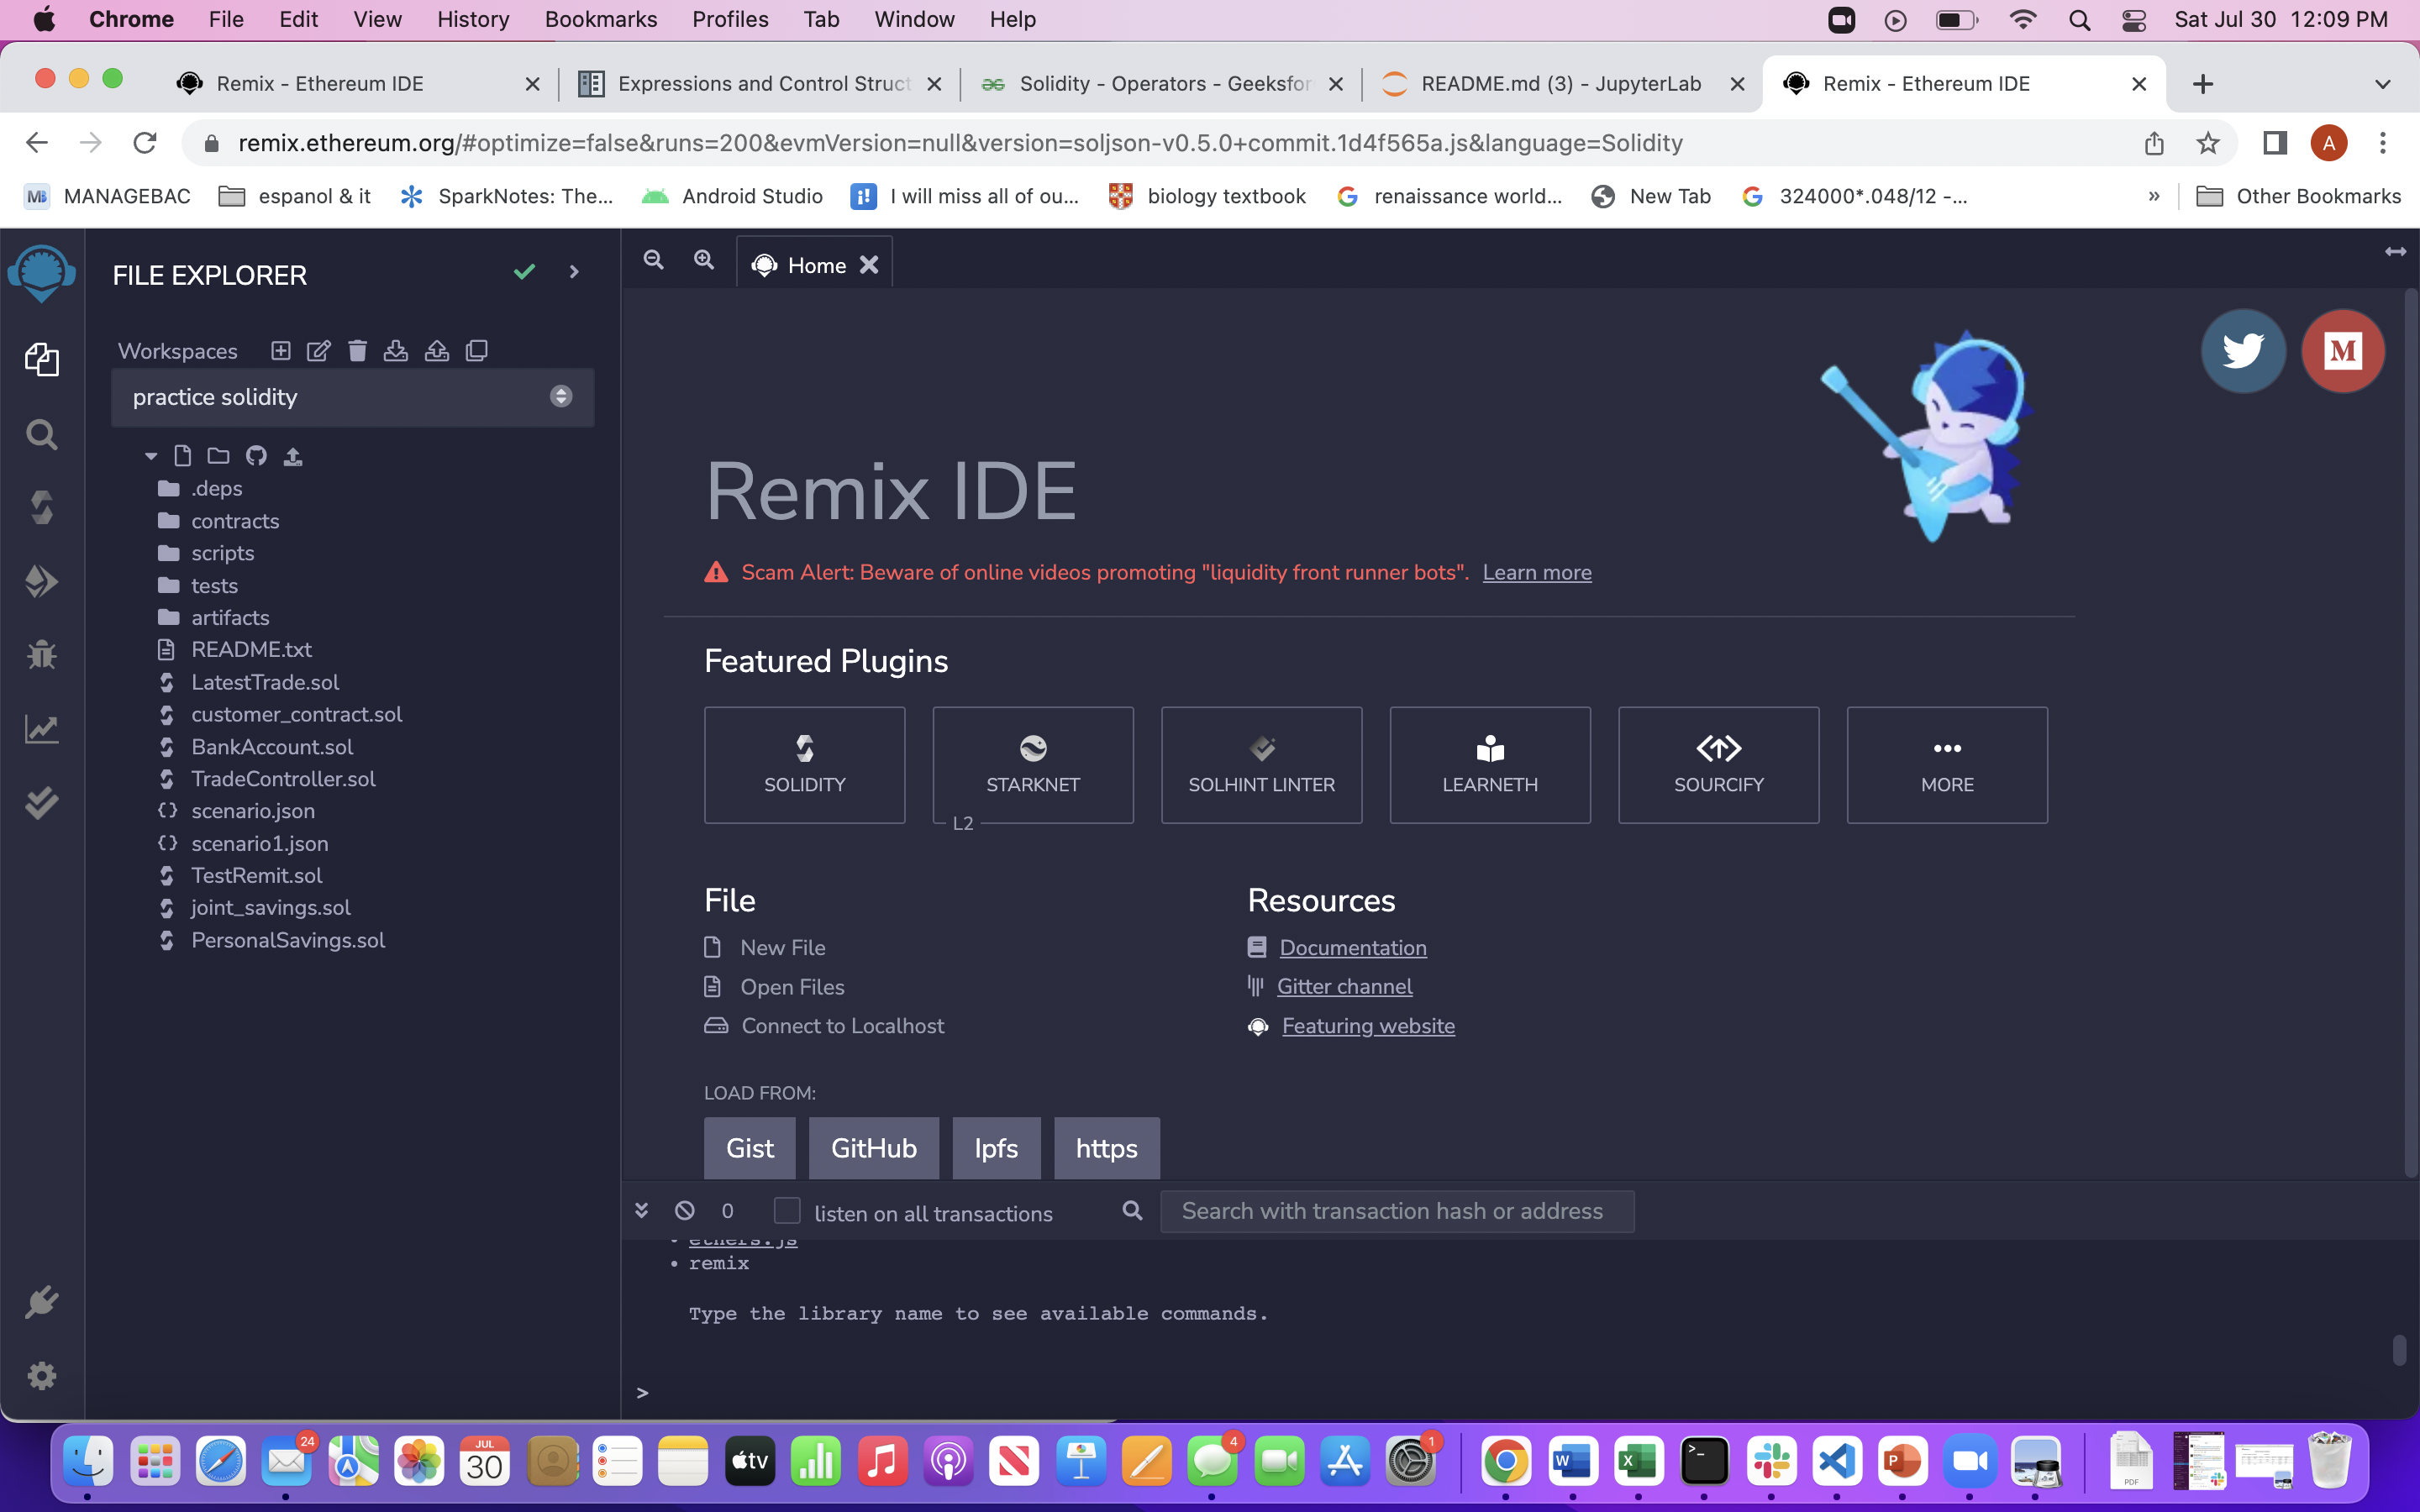 Chrome File Edit View History Bookmarks Profiles Tab Window Help Sat Jul 30 12:09 PM
Remix - Ethereum IDE Expressions and Control Struct Solidity - Operators - Geeksfor README.md (3) - JupyterLab Remix - Ethereum IDE
remix.ethereum.org/#optimize=false&runs=200&evmVersion=null&version=soljson-v0.5.0+commit.1d4f565a.js&language=Solidity A
MB MANAGEBAC espanol & it SparkNotes: The... Android Studio i! I will miss all of ou... biology textbook renaissance world... New Tab 324000*.048/12 -... » Other Bookmarks
FILE EXPLORER
Workspaces
practice solidity
.deps
contracts
scripts
tests
artifacts
README.txt
LatestTrade.sol
customer_contract.sol
BankAccount.sol
TradeController.sol
scenario.json
scenario1.json
TestRemit.sol
joint_savings.sol
PersonalSavings.sol
Home
M
Remix IDE
Scam Alert: Beware of online videos promoting "liquidity front runner bots". Learn more
Featured Plugins
SOLIDITY STARKNET SOLHINT LINTER LEARNETH SOURCIFY MORE
L2
File
New File
Open Files
Connect to Localhost
Resources
Documentation
Gitter channel
Featuring website
LOAD FROM:
Gist GitHub Ipfs https
0 listen on all transactions Search with transaction hash or address
• ethers.js
• remix
Type the library name to see available commands.
>
24 JUL 30 tv 4 1 W X >_ P PDF